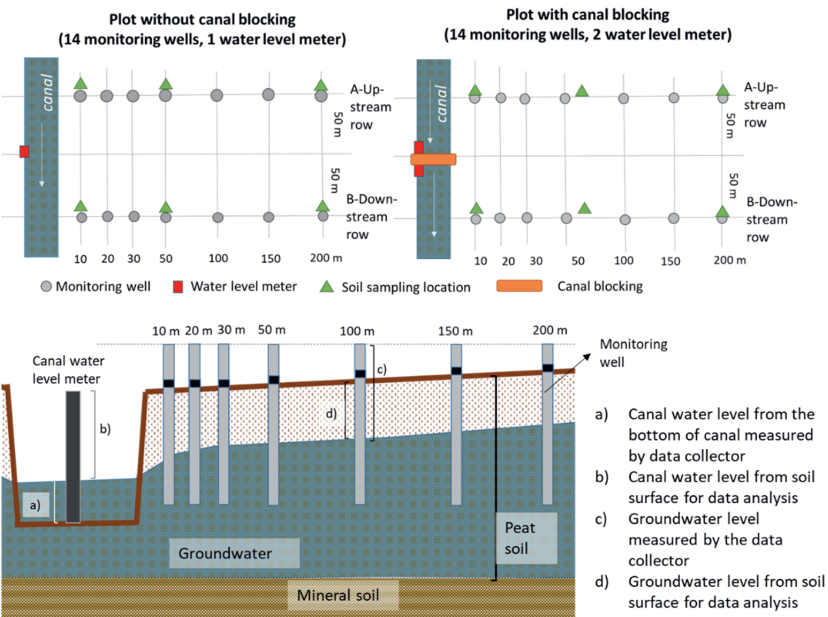 Plot without canal blocking
(14 monitoring wells, 1 water level meter)
canal
A-Up-
stream
row
50 m
50 m
B-Down-
stream
row
10 20 30 50 100 150 200 m
Plot with canal blocking
(14 monitoring wells, 2 water level meter)
canal
A-Up-
stream
row
50 m
50 m
B-Down-
stream
row
10 20 30 50 100 150 200 m
Monitoring well Water level meter Soil sampling location Canal blocking
10 m 20 m 30 m 50 m 100 m 150 m 200 m
Canal water
level meter
Monitoring
well
a)
b)
c)
d)
Peat
soil
Groundwater
Mineral soil
a) Canal water level from the
bottom of canal measured
by data collector
b) Canal water level from soil
surface for data analysis
c) Groundwater level
measured by the data
collector
d) Groundwater level from soil
surface for data analysis